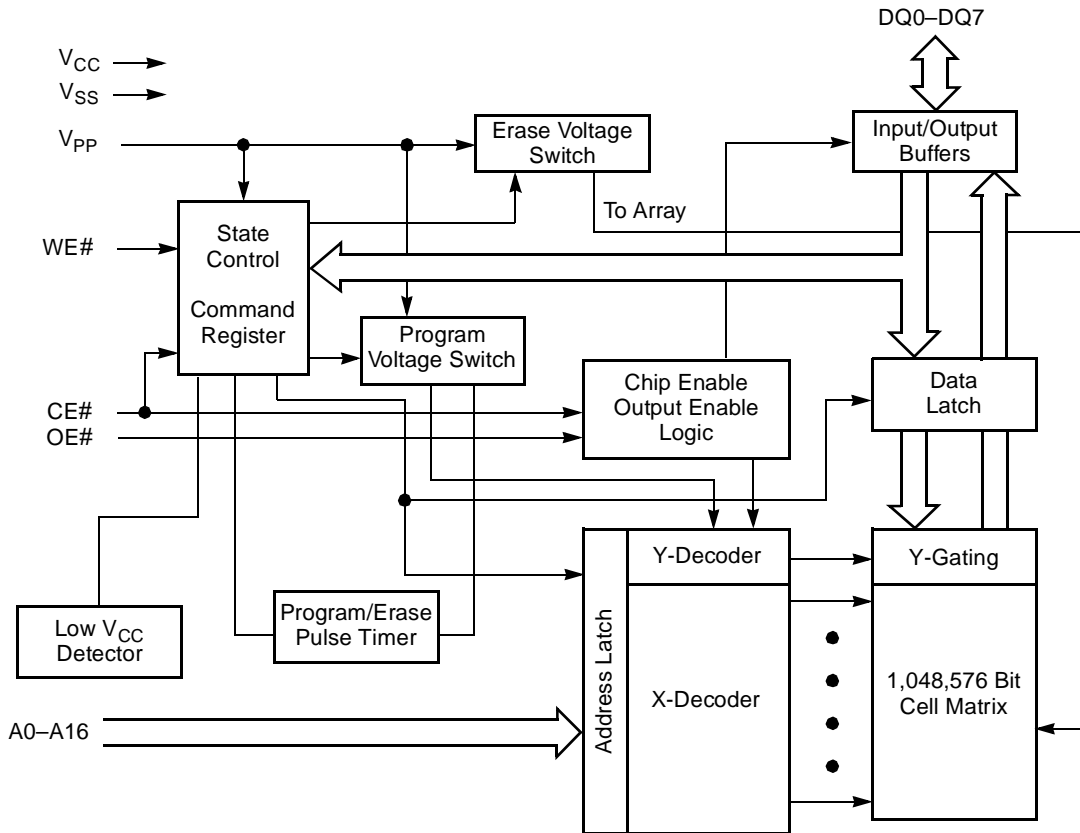 DQ0–DQ7
VCC
VSS
VPP
Erase Voltage
Switch
Input/Output
Buffers
To Array
WE#
State
Control
Command
Register
Program
Voltage Switch
Chip Enable
Output Enable
Logic
Data
Latch
CE#
OE#
Y-Decoder
Y-Gating
Low VCC
Detector
Program/Erase
Pulse Timer
Address Latch
X-Decoder
1,048,576 Bit
Cell Matrix
A0–A16